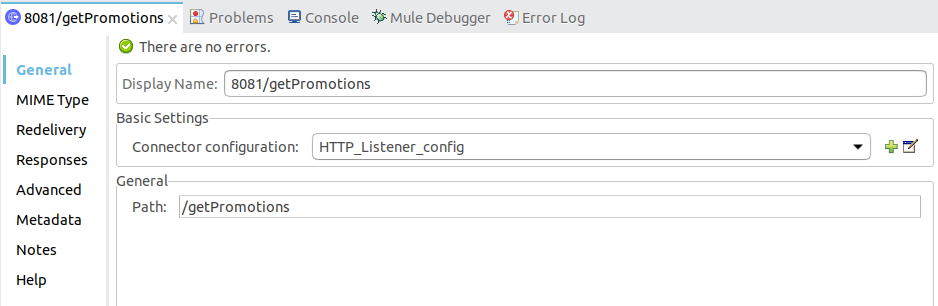 8081/getPromotions Problems Console Mule Debugger Error Log
There are no errors.
General
Display Name: 8081/getPromotions
MIME Type
Basic Settings
Redelivery
Connector configuration: HTTP_Listener_config
Responses
General
Advanced
Path: /getPromotions
Metadata
Notes
Help